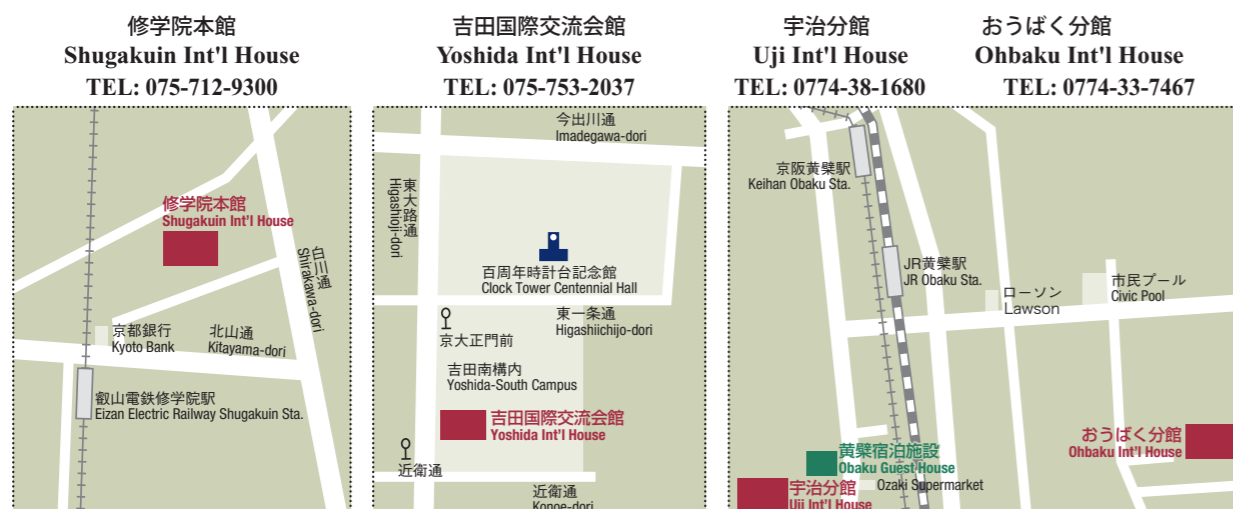 修学院本館
Shugakuin Int'l House
TEL: 075-712-9300
修学院本館
Shugakuin Int'l House
白川通
Shirakawa-dori
京都銀行
Kyoto Bank
北山通
Kitayama-dori
叡山電鉄修学院駅
Eizan Electric Railway Shugakuin Sta.
吉田国際交流会館
Yoshida Int'l House
TEL: 075-753-2037
今出川通
Imadegawa-dori
東大路通
Higashioji-dori
百周年時計台記念館
Clock Tower Centennial Hall
東一条通
Higashiichijo-dori
京大正門前
吉田南構内
Yoshida-South Campus
吉田国際交流会館
Yoshida Int'l House
近衛通
近衛通
Konoe-dori
宇治分館
Uji Int'l House
TEL: 0774-38-1680
おうばく分館
Ohbaku Int'l House
TEL: 0774-33-7467
京阪黄檗駅
Keihan Obaku Sta.
JR黄檗駅
JR Obaku Sta.
ローソン
Lawson
市民プール
Civic Pool
おうばく分館
Ohbaku Int'l House
黄檗宿泊施設
Obaku Guest House
Ozaki Supermarket
宇治分館
Uji Int'l House